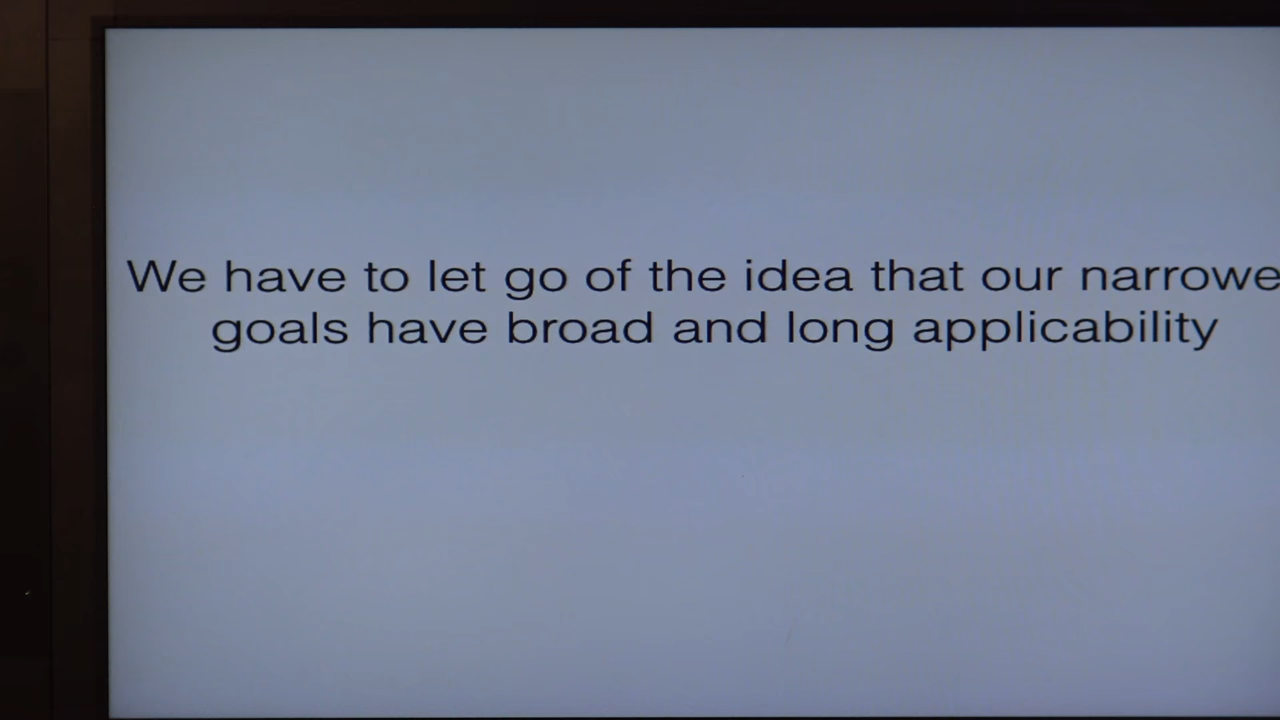 We have to let go of the idea that our narrowe
goals have broad and long applicability